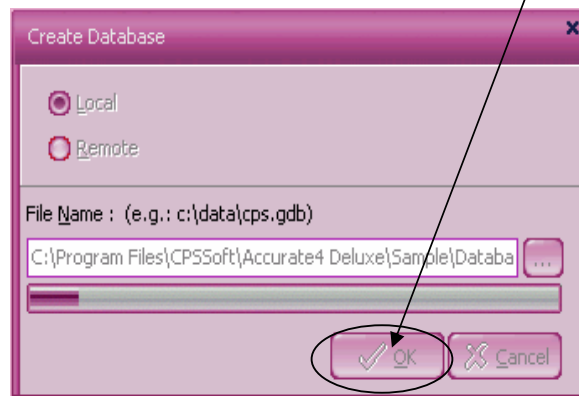 Create Database
Local
Remote
File Name : (e.g.: c:\data\cps.gdb)
C:\Program Files\CPSSoft\Accurate4 Deluxe\Sample\Databa ...
OK Cancel